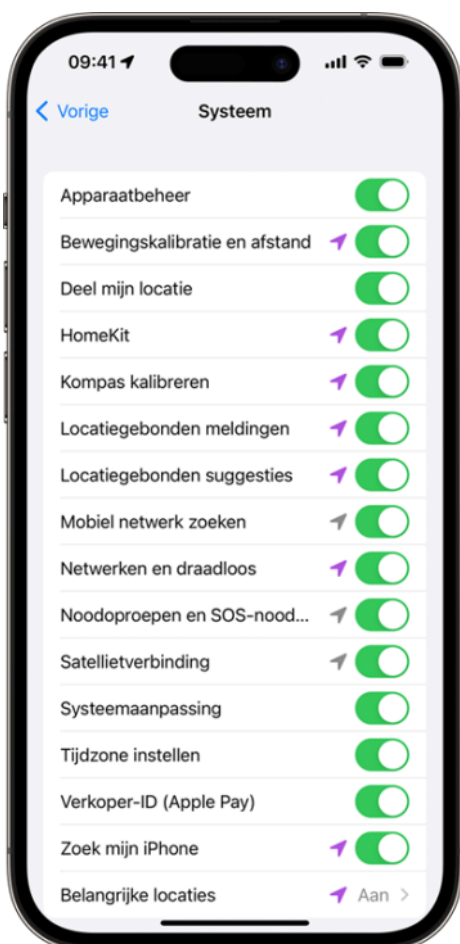 09:41
Vorige
Systeem
Apparaatbeheer
Bewegingskalibratie en afstand
Deel mijn locatie
HomeKit
Kompas kalibreren
Locatiegebonden meldingen
Locatiegebonden suggesties
Mobiel netwerk zoeken
Netwerken en draadloos
Noodoproepen en SOS-nood...
Satellietverbinding
Systeemaanpassing
Tijdzone instellen
Verkoper-ID (Apple Pay)
Zoek mijn iPhone
Belangrijke locaties Aan